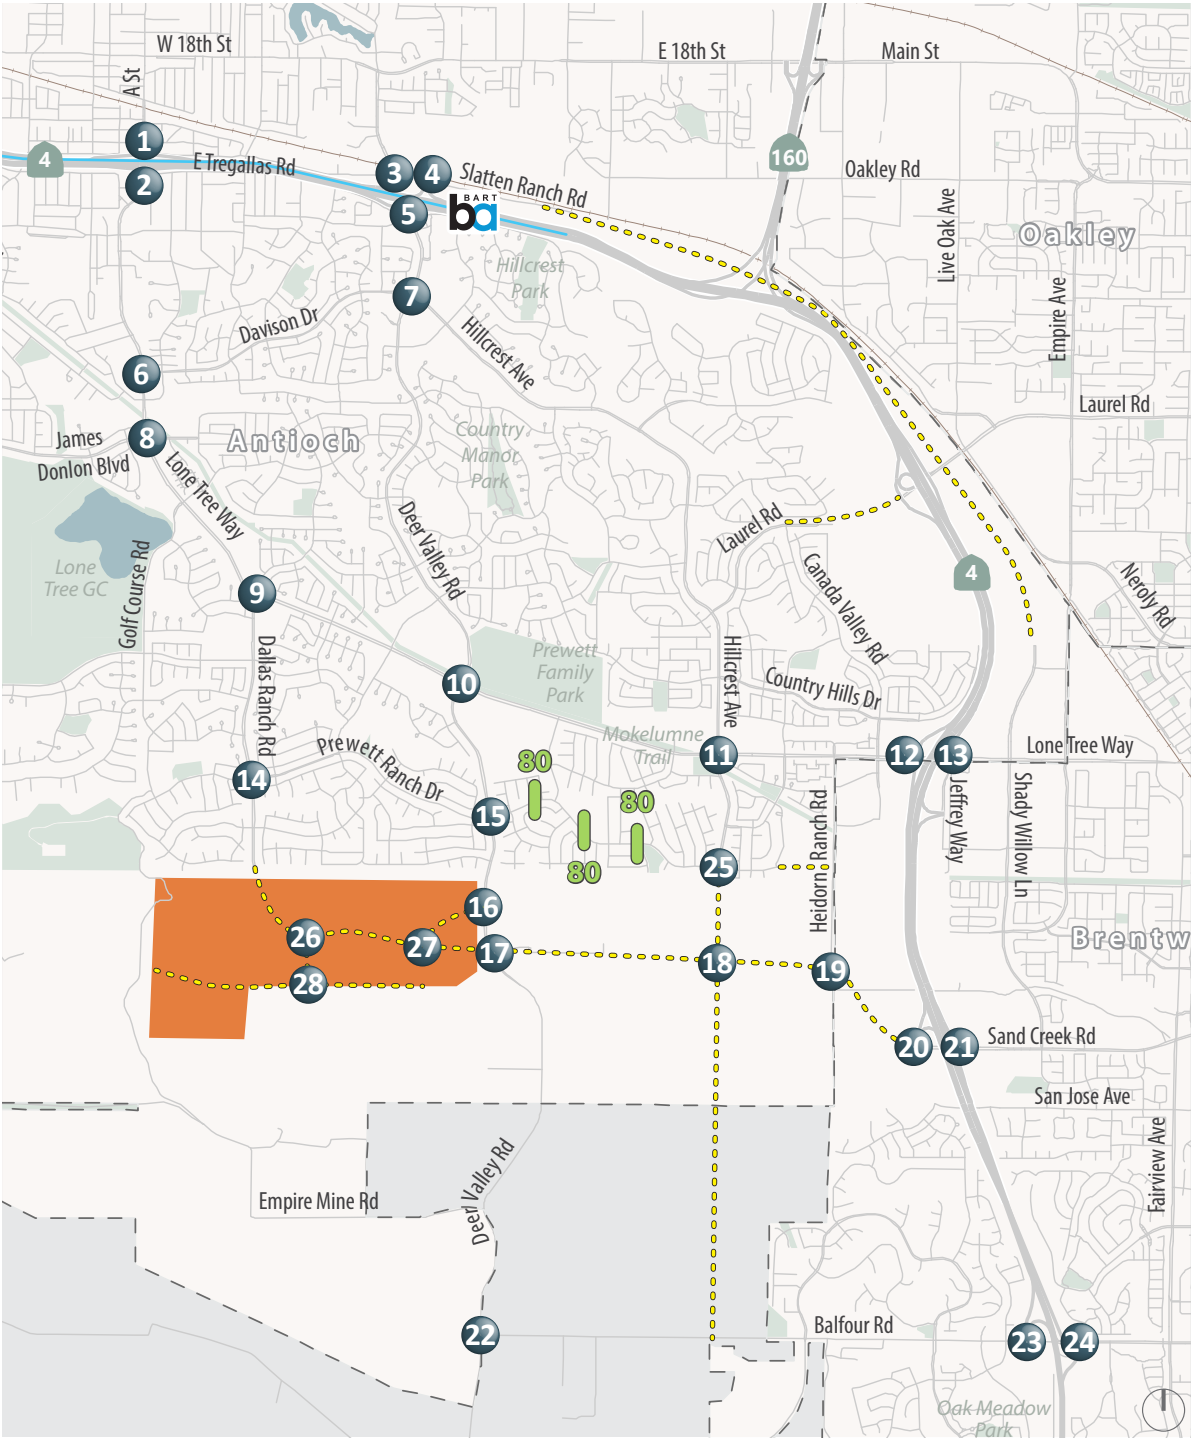 W 18th St
E 18th St
Main St
A St
1
4
E Tregallas Rd
2
3
4
Slatten Ranch Rd
BART
ba
5
160
Oakley Rd
Live Oak Ave
Oakley
Hillcrest
Park
7
Davison Dr
Hillcrest Ave
Empire Ave
6
Laurel Rd
James
Donlon Blvd
8
Antioch
Country
Manor
Park
Lone Tree Way
Deer Valley Rd
Laurel Rd
Lone
Tree GC
Golf Course Rd
9
Canada Valley Rd
4
Neroly Rd
Dallas Ranch Rd
10
Prewett
Family
Park
Hillcrest Ave
Country Hills Dr
Mokelumne
Trail
11
12
13
Lone Tree Way
Prewett Ranch Dr
14
80
80
80
15
Heidorn Ranch Rd
Jeffrey Way
Shady Willow Ln
25
16
26
27
17
18
19
Brentw
28
20
21
Sand Creek Rd
San Jose Ave
Fairview Ave
Deer Valley Rd
Empire Mine Rd
22
Balfour Rd
23
24
Oak Meadow
Park